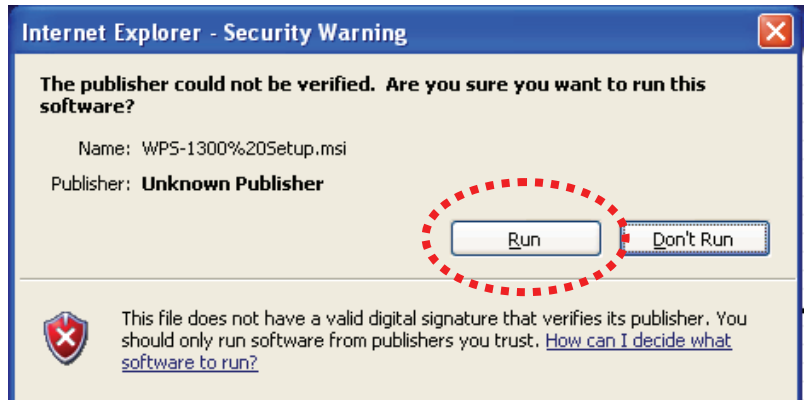 Internet Explorer - Security Warning
The publisher could not be verified.  Are you sure you want to run this
software?
Name: WPS-1300%20Setup.msi
Publisher: Unknown Publisher
Run
Don't Run
This file does not have a valid digital signature that verifies its publisher. You
should only run software from publishers you trust. How can I decide what
software to run?